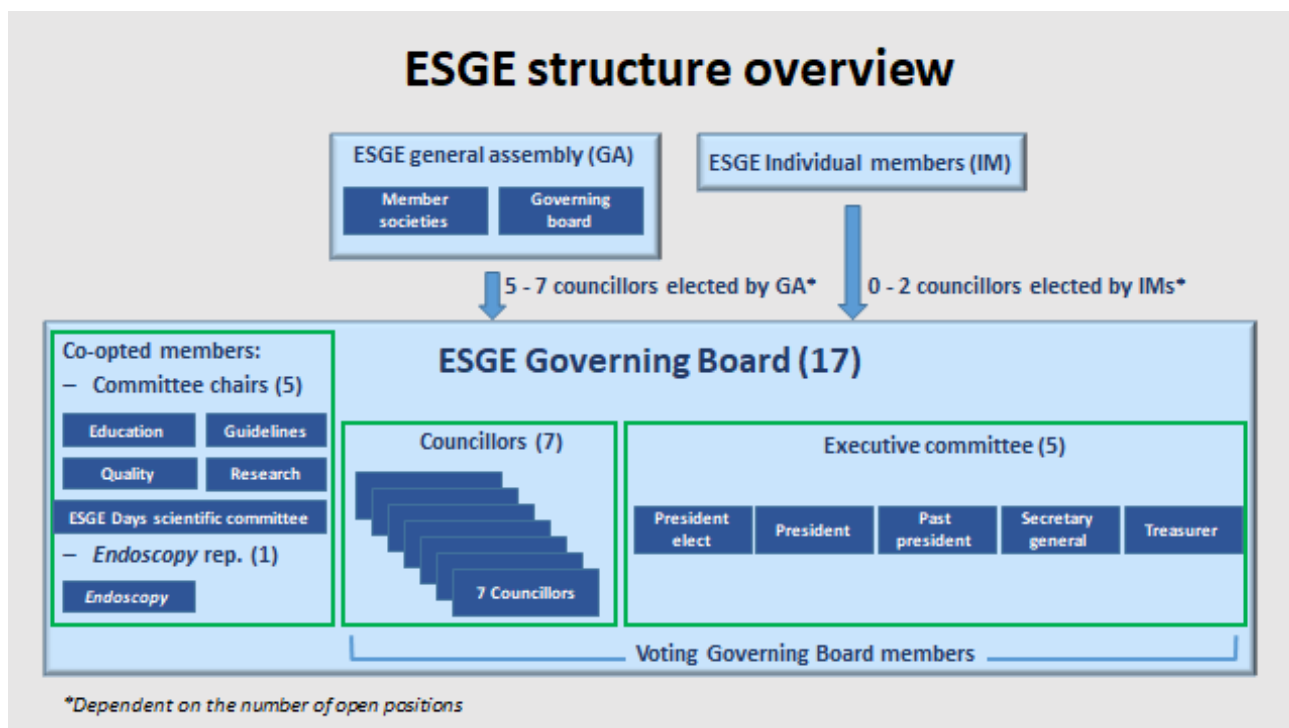 ESGE structure overview
ESGE general assembly (GA)
Member
societies
Governing
board
ESGE Individual members (IM)
5 - 7 councillors elected by GA*
0 - 2 councillors elected by IMs*
ESGE Governing Board (17)
Co-opted members:
– Committee chairs (5)
Education
Guidelines
Quality
Research
ESGE Days scientific committee
– Endoscopy rep. (1)
Endoscopy
Councillors (7)
7 Councillors
Executive committee (5)
President
elect
President
Past
president
Secretary
general
Treasurer
Voting Governing Board members
*Dependent on the number of open positions